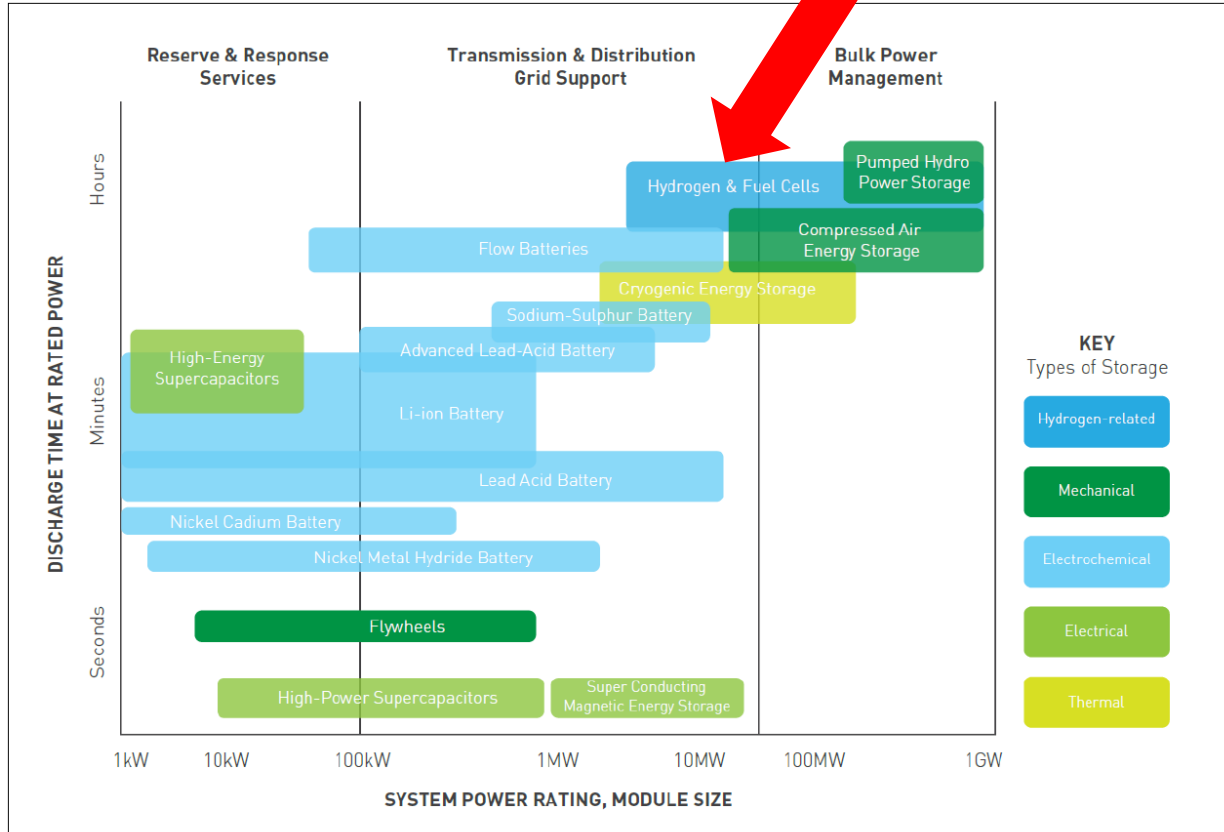 Reserve & Response
Services
Transmission & Distribution
Grid Support
Bulk Power
Management
DISCHARGE TIME AT RATED POWER
Hours
Minutes
Seconds
Pumped Hydro
Power Storage
Hydrogen & Fuel Cells
Compressed Air
Energy Storage
Flow Batteries
Cryogenic Energy Storage
Sodium-Sulphur Battery
Advanced Lead-Acid Battery
High-Energy
Supercapacitors
Li-ion Battery
Lead Acid Battery
Nickel Cadium Battery
Nickel Metal Hydride Battery
Flywheels
High-Power Supercapacitors
Super Conducting
Magnetic Energy Storage
1kW
10kW
100kW
1MW
10MW
100MW
1GW
SYSTEM POWER RATING, MODULE SIZE
KEY
Types of Storage
Hydrogen-related
Mechanical
Electrochemical
Electrical
Thermal